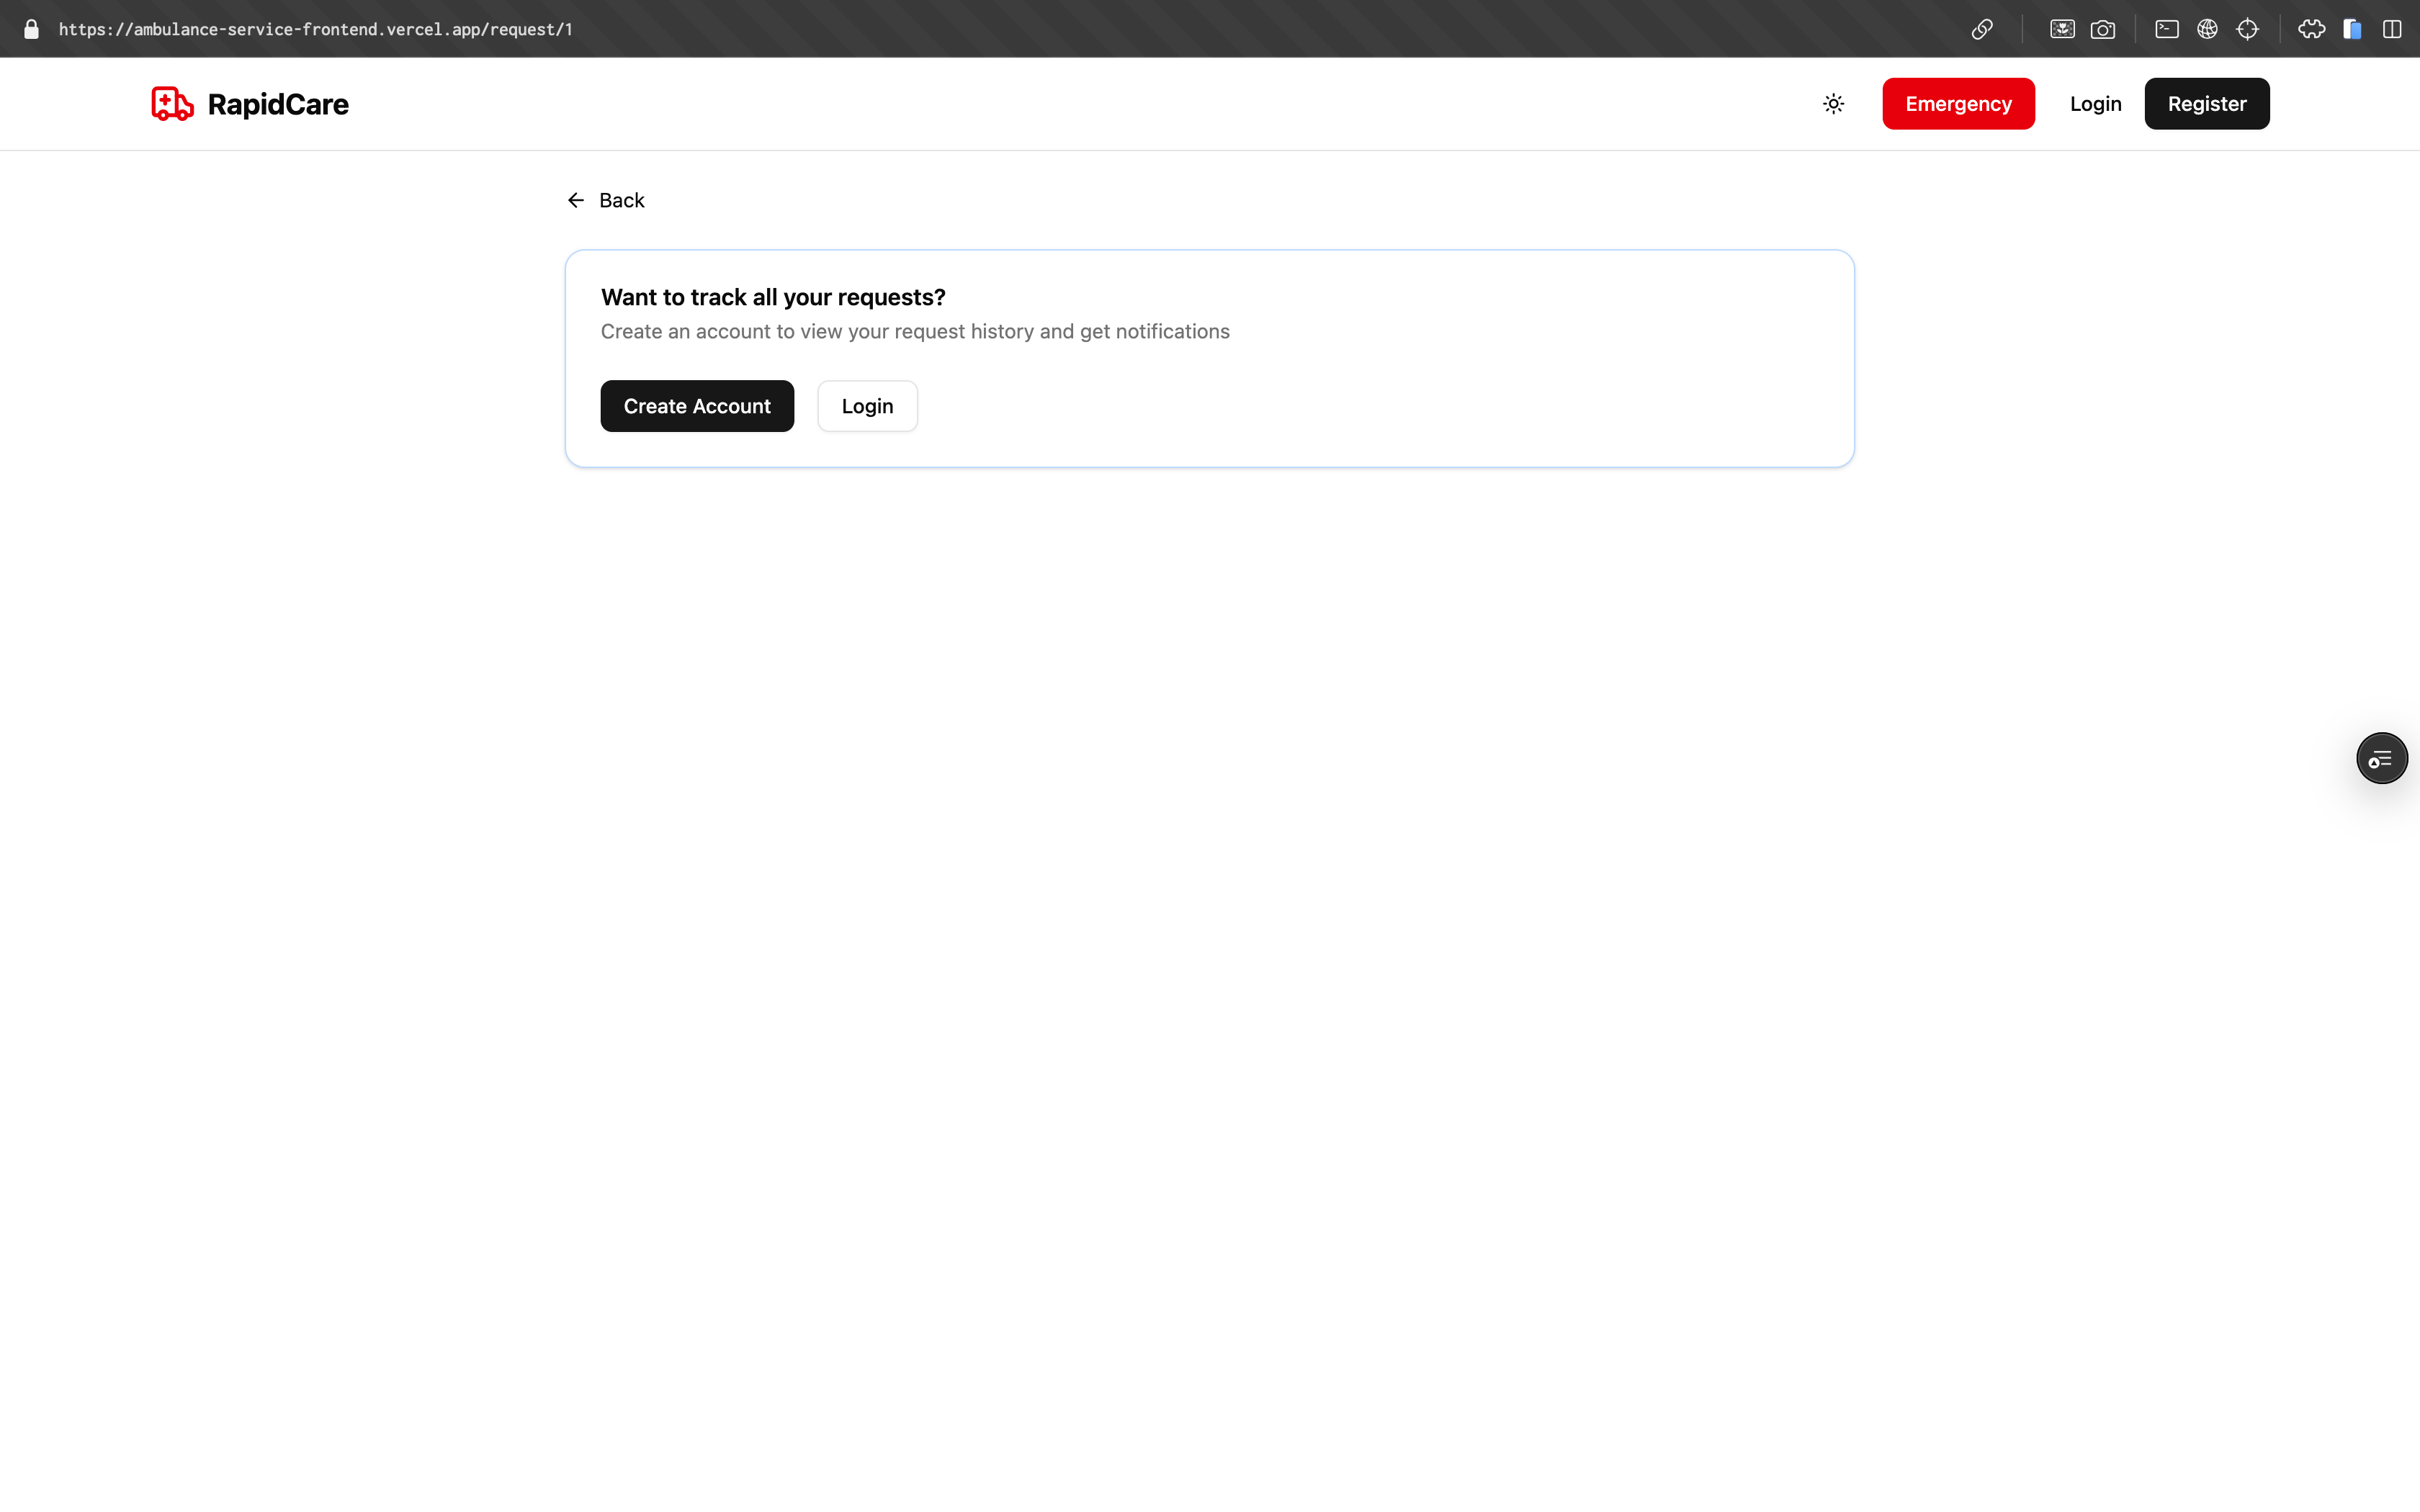 https://ambulance-service-frontend.vercel.app/request/1
RapidCare
Emergency
Login
Register
Back
Want to track all your requests?
Create an account to view your request history and get notifications
Create Account
Login